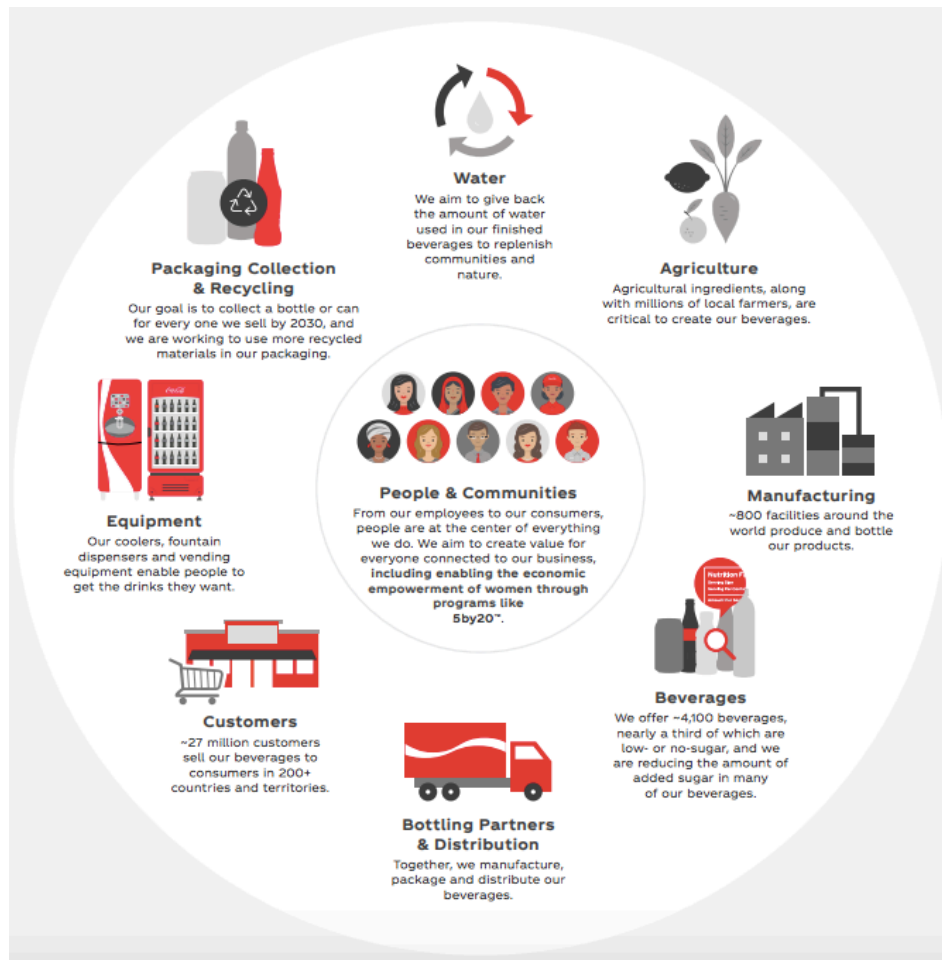 Water
We aim to give back
the amount of water
used in our finished
beverages to replenish
communities and
nature.
Agriculture
Agricultural ingredients, along
with millions of local farmers, are
critical to create our beverages.
Manufacturing
~800 facilities around the
world produce and bottle
our products.
Beverages
We offer ~4,100 beverages,
nearly a third of which are
low- or no-sugar, and we
are reducing the amount of
added sugar in many
of our beverages.
Bottling Partners
& Distribution
Together, we manufacture,
package and distribute our
beverages.
Customers
~27 million customers
sell our beverages to
consumers in 200+
countries and territories.
Equipment
Our coolers, fountain
dispensers and vending
equipment enable people to
get the drinks they want.
Packaging Collection
& Recycling
Our goal is to collect a bottle or can
for every one we sell by 2030, and
we are working to use more recycled
materials in our packaging.
People & Communities
From our employees to our consumers,
people are at the center of everything
we do. We aim to create value for
everyone connected to our business,
including enabling the economic
empowerment of women through
programs like
5by20™.
Nutrition F
Coca-Cola